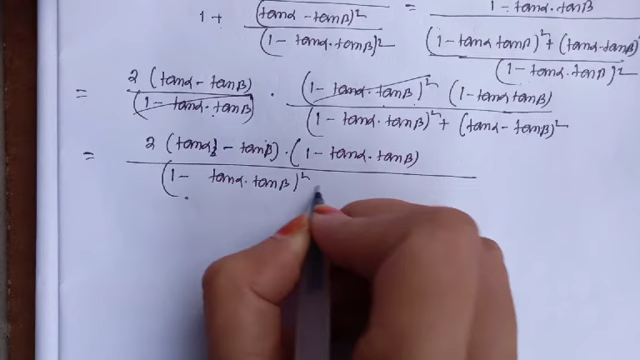 1 + (tanα - tanβ)² / (1 - tanα·tanβ)² = 1 - tanα·tanβ / (1 - tanα tanβ)² + (tanα - tanβ)² / (1 - tanα·tanβ)²
= 2 (tanα - tanβ) / (1 - tanα·tanβ) · (1 - tanα·tanβ)² (1 - tanα tanβ) / (1 - tanα·tanβ)² + (tanα - tanβ)²
= 2 (tanα - tanβ) · (1 - tanα·tanβ) / (1 - tanα·tanβ)²